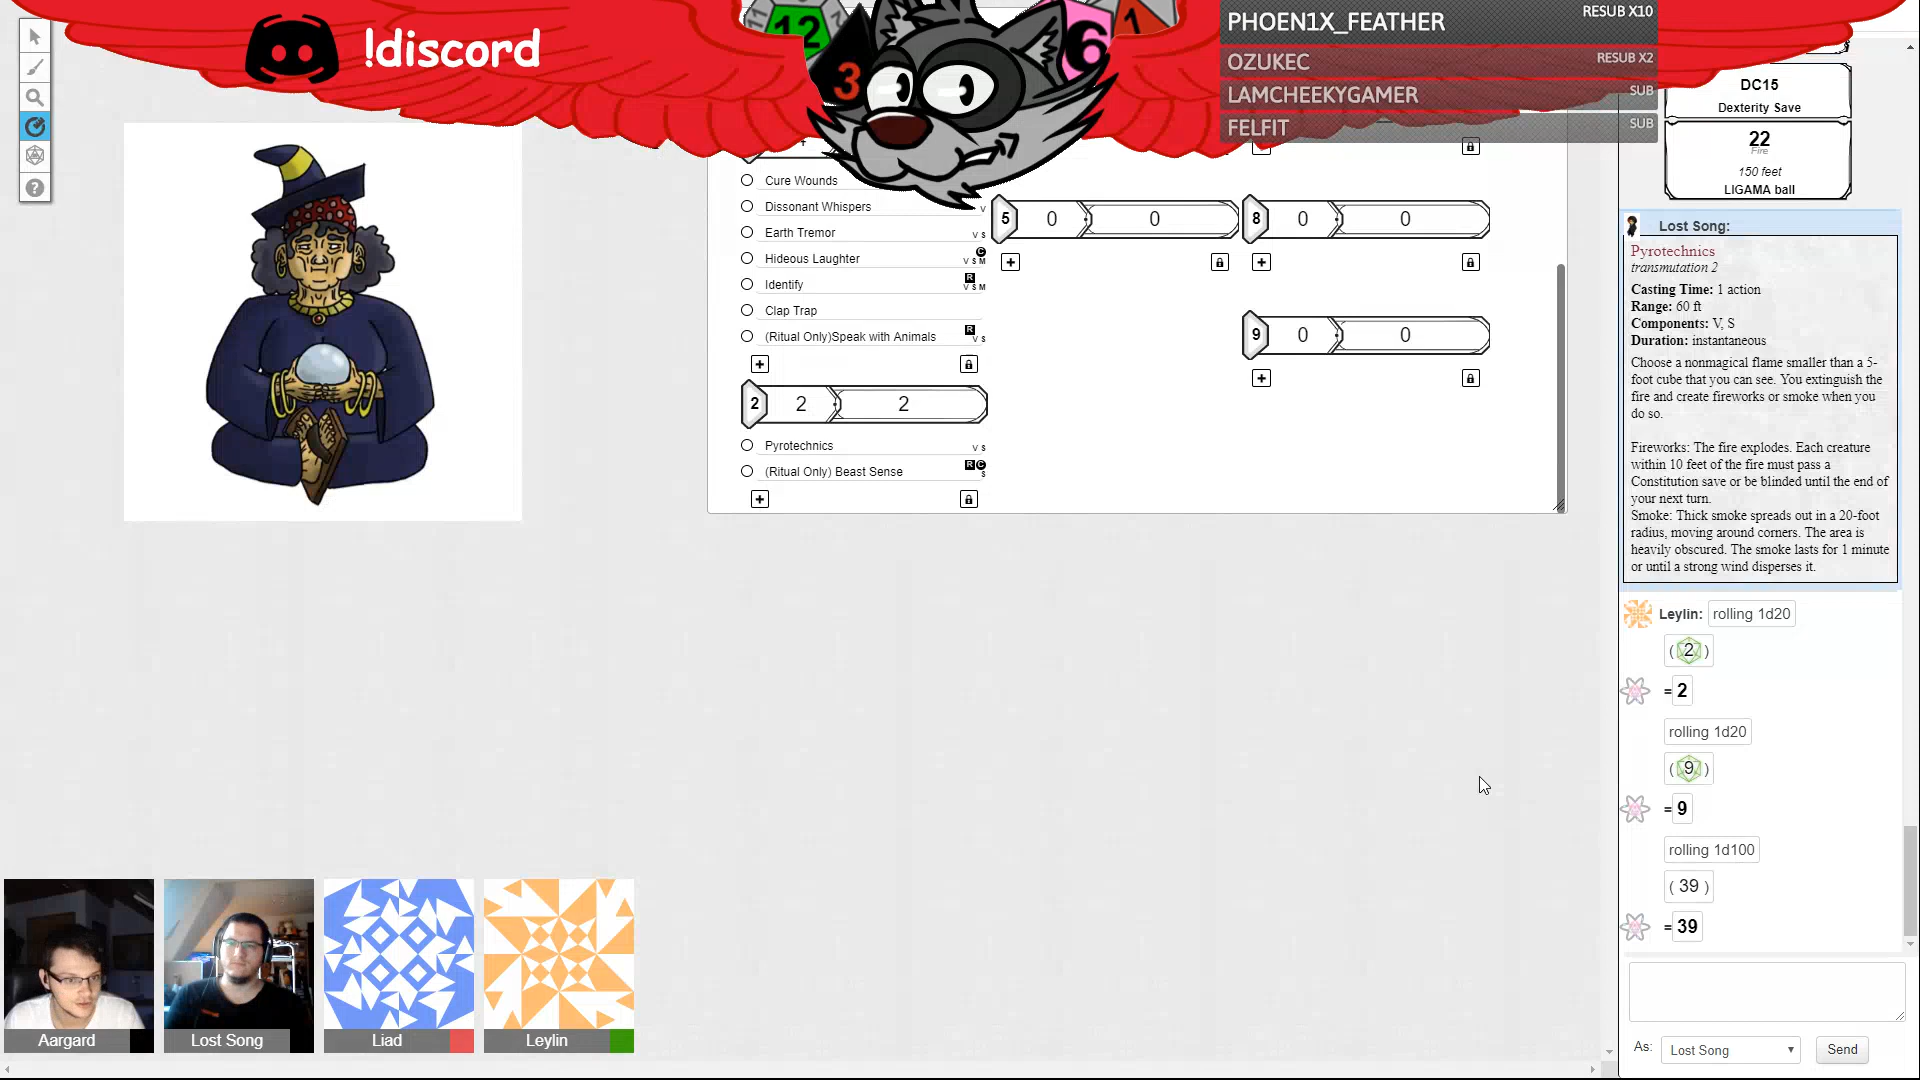 !discord
12
3
6
1
PHOEN1X_FEATHER RESUB X10
OZUKEC RESUB X2
LAMCHEEKYGAMER SUB
FELFIT SUB
Cure Wounds
Dissonant Whispers V
Earth Tremor V S
Hideous Laughter C V S M
Identify R V S M
Clap Trap
(Ritual Only)Speak with Animals R V S
2 2 2
Pyrotechnics V S
(Ritual Only) Beast Sense R C S
5 0 0
8 0 0
9 0 0
DC15
Dexterity Save
22
Fire
150 feet
LIGAMA ball
Lost Song:
Pyrotechnics
transmutation 2
Casting Time: 1 action
Range: 60 ft
Components: V, S
Duration: instantaneous
Choose a nonmagical flame smaller than a 5-
foot cube that you can see. You extinguish the
fire and create fireworks or smoke when you
do so.
Fireworks: The fire explodes. Each creature
within 10 feet of the fire must pass a
Constitution save or be blinded until the end of
your next turn.
Smoke: Thick smoke spreads out in a 20-foot
radius, moving around corners. The area is
heavily obscured. The smoke lasts for 1 minute
or until a strong wind disperses it.
Leylin: rolling 1d20
(2)
=2
rolling 1d20
(9)
=9
rolling 1d100
(39)
=39
As: Lost Song Send
Aargard
Lost Song
Liad
Leylin